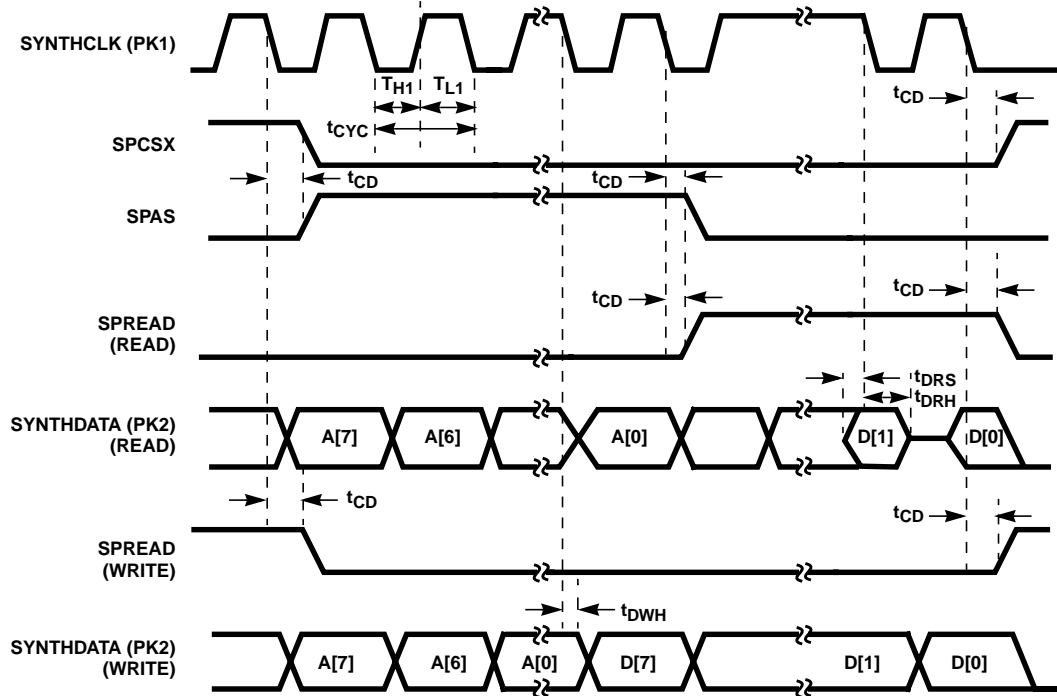 SYNTHCLK (PK1)
TH1
TL1
tCD
tCYC
SPCSX
tCD
tCD
SPAS
tCD
tCD
SPREAD
(READ)
tDRS
tDRH
SYNTHDATA (PK2)
(READ)
A[7]
A[6]
A[0]
D[1]
D[0]
tCD
tCD
SPREAD
(WRITE)
tDWH
SYNTHDATA (PK2)
(WRITE)
A[7]
A[6]
A[0]
D[7]
D[1]
D[0]